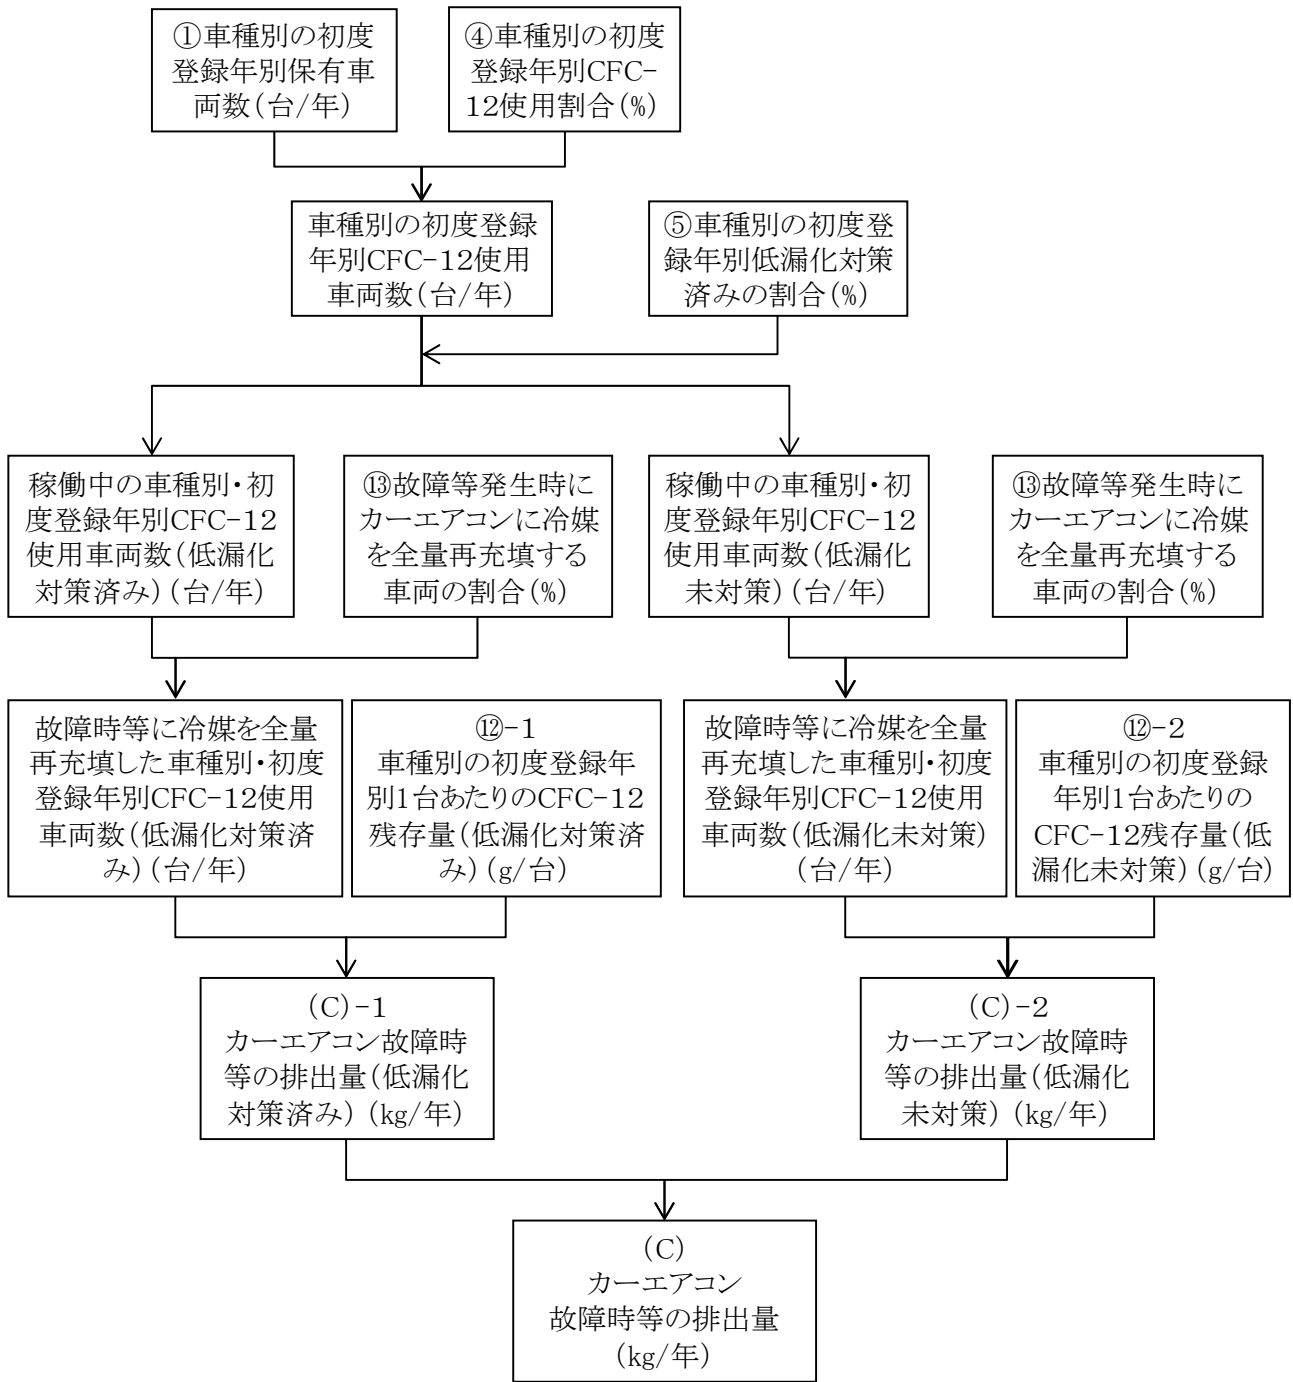 ①車種別の初度
登録年別保有車
両数(台/年)
④車種別の初度
登録年別CFC-
12使用割合(%)
車種別の初度登録
年別CFC-12使用
車両数(台/年)
⑤車種別の初度登
録年別低漏化対策
済みの割合(%)
稼働中の車種別・初
度登録年別CFC-12
使用車両数(低漏化
対策済み)(台/年)
⑬故障等発生時に
カーエアコンに冷媒
を全量再充填する
車両の割合(%)
稼働中の車種別・初
度登録年別CFC-12
使用車両数(低漏化
未対策)(台/年)
⑬故障等発生時に
カーエアコンに冷媒
を全量再充填する
車両の割合(%)
故障時等に冷媒を全量
再充填した車種別・初度
登録年別CFC-12使用
車両数(低漏化対策済
み)(台/年)
⑫-1
車種別の初度登録年
別1台あたりのCFC-12
残存量(低漏化対策済
み)(g/台)
故障時等に冷媒を全量
再充填した車種別・初度
登録年別CFC-12使用
車両数(低漏化未対策)
(台/年)
⑫-2
車種別の初度登録
年別1台あたりの
CFC-12残存量(低
漏化未対策)(g/台)
(C)-1
カーエアコン故障時
等の排出量(低漏化
対策済み)(kg/年)
(C)-2
カーエアコン故障時
等の排出量(低漏化
未対策)(kg/年)
(C)
カーエアコン
故障時等の排出量
(kg/年)